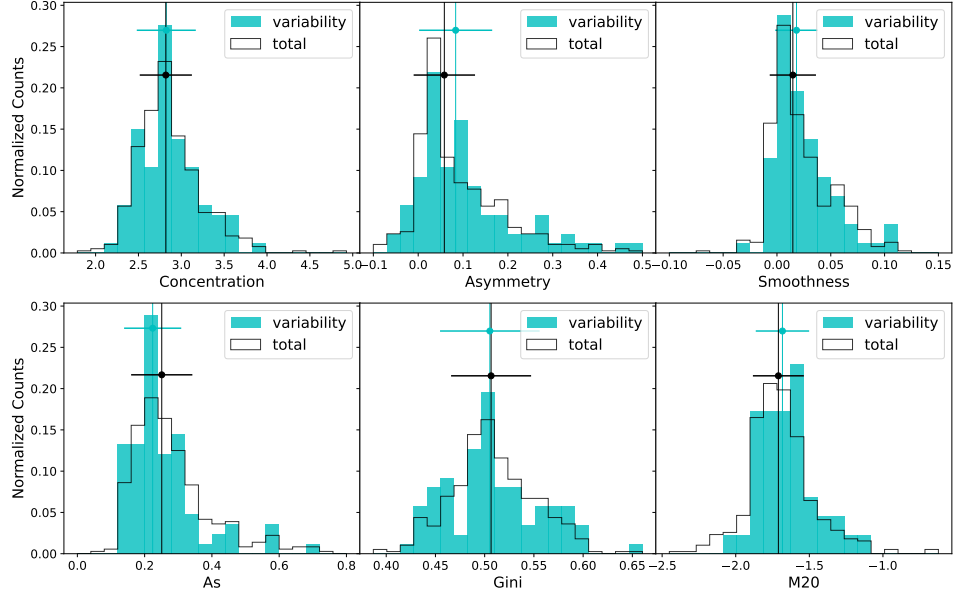 0.30
0.25
0.20
0.15
0.10
0.05
0.00
Normalized Counts
variability
total
2.0 2.5 3.0 3.5 4.0 4.5 5.0
Concentration
variability
total
−0.1 0.0 0.1 0.2 0.3 0.4 0.5
Asymmetry
variability
total
−0.10 −0.05 0.00 0.05 0.10 0.15
Smoothness
0.30
0.25
0.20
0.15
0.10
0.05
0.00
Normalized Counts
variability
total
0.0 0.2 0.4 0.6 0.8
As
variability
total
0.40 0.45 0.50 0.55 0.60 0.65
Gini
variability
total
−2.5 −2.0 −1.5 −1.0
M20